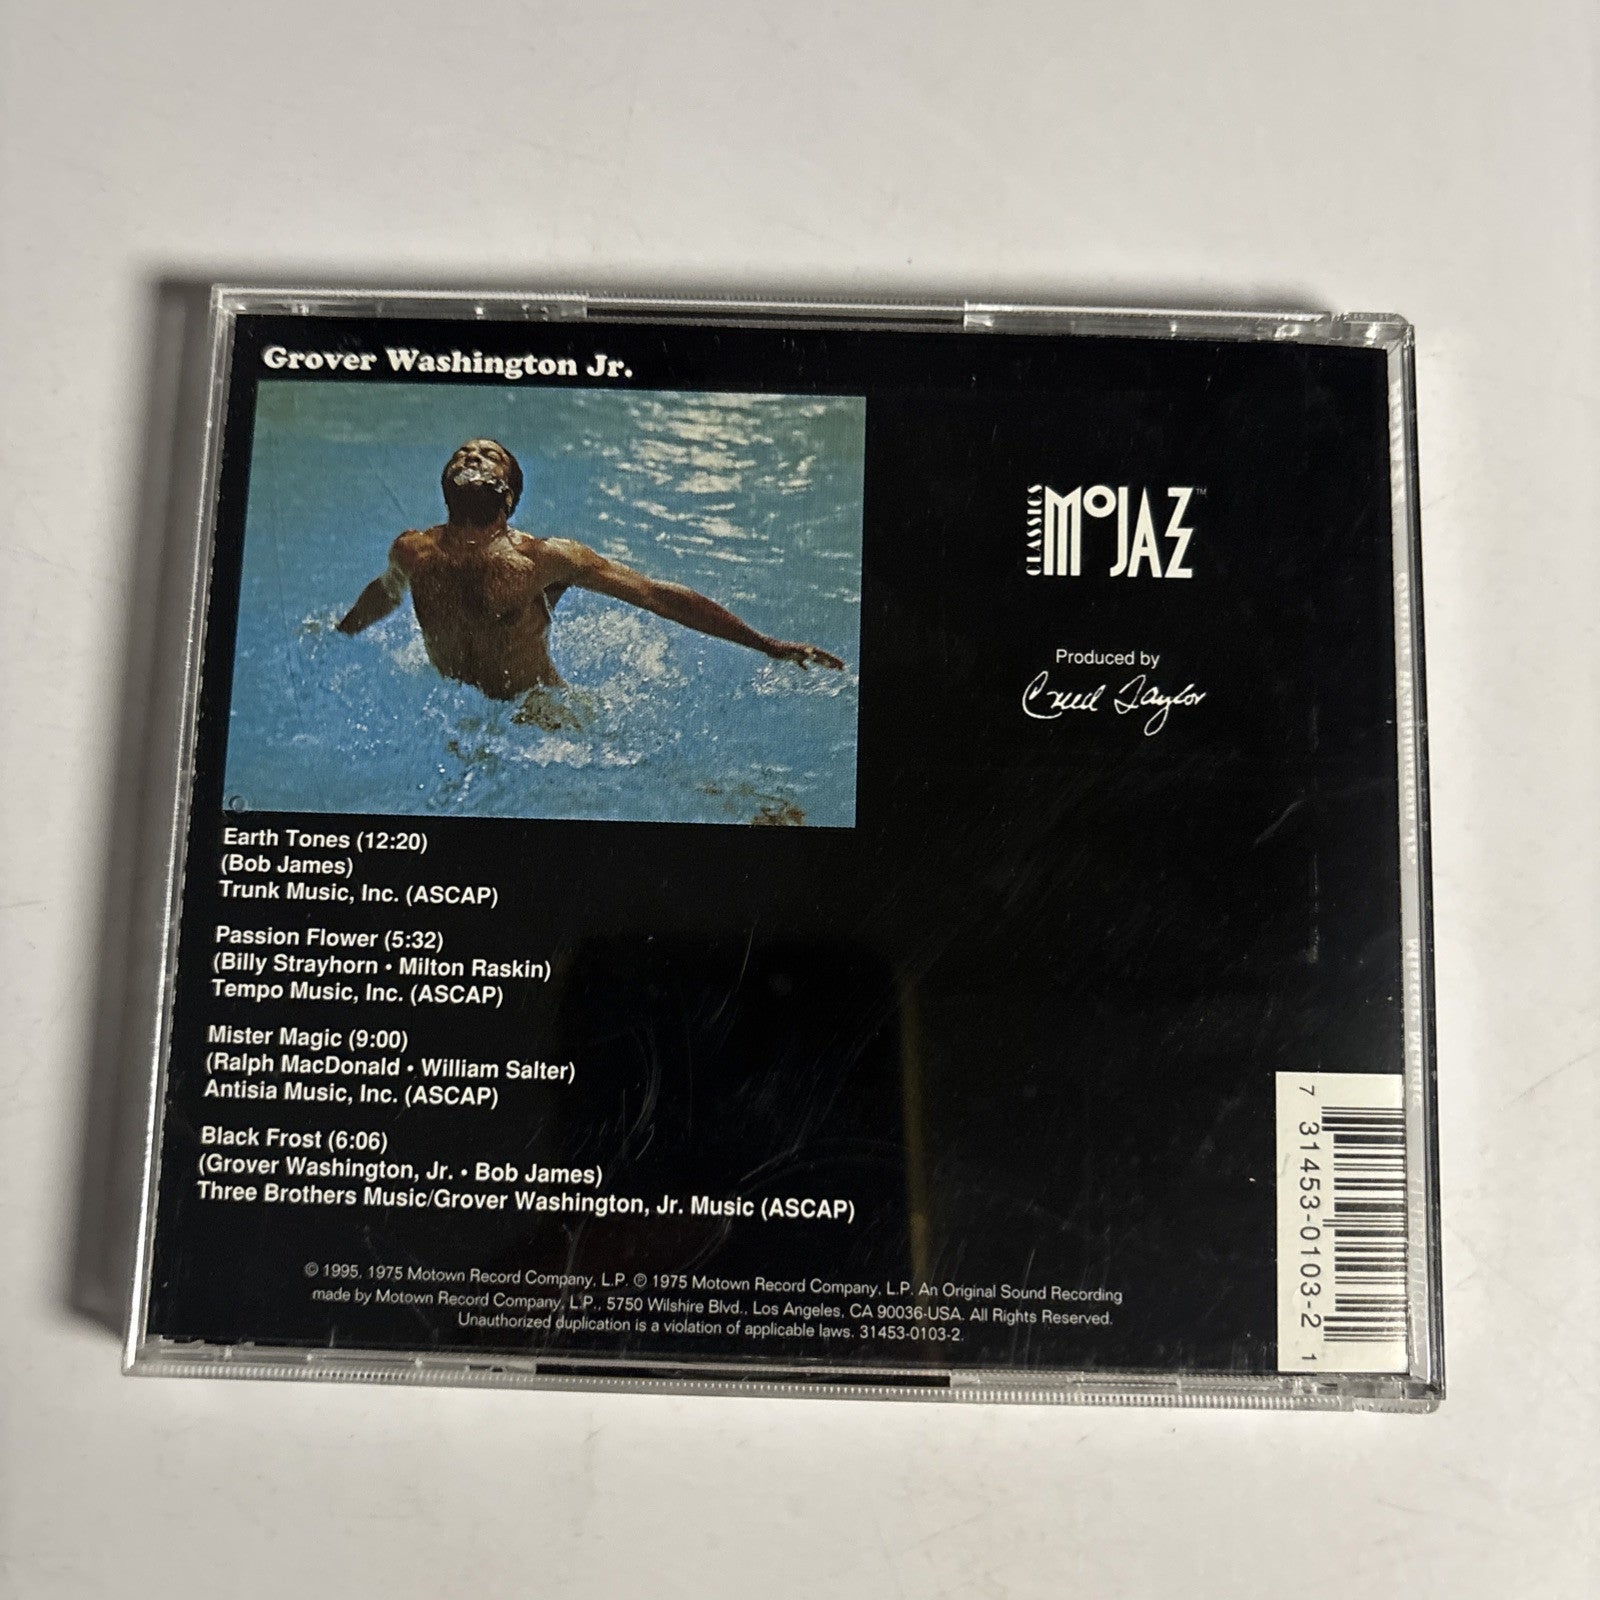 Grover Washington Jr.
CLASSICS
MoJAZZ™
Produced by
Creed Taylor
Earth Tones (12:20)
(Bob James)
Trunk Music, Inc. (ASCAP)
Passion Flower (5:32)
(Billy Strayhorn • Milton Raskin)
Tempo Music, Inc. (ASCAP)
Mister Magic (9:00)
(Ralph MacDonald • William Salter)
Antisia Music, Inc. (ASCAP)
Black Frost (6:06)
(Grover Washington, Jr. • Bob James)
Three Brothers Music/Grover Washington, Jr. Music (ASCAP)
© 1995, 1975 Motown Record Company, L.P. ℗ 1975 Motown Record Company, L.P. An Original Sound Recording
made by Motown Record Company, L.P., 5750 Wilshire Blvd., Los Angeles, CA 90036-USA. All Rights Reserved.
Unauthorized duplication is a violation of applicable laws. 31453-0103-2.
7 31453-0103-2 1